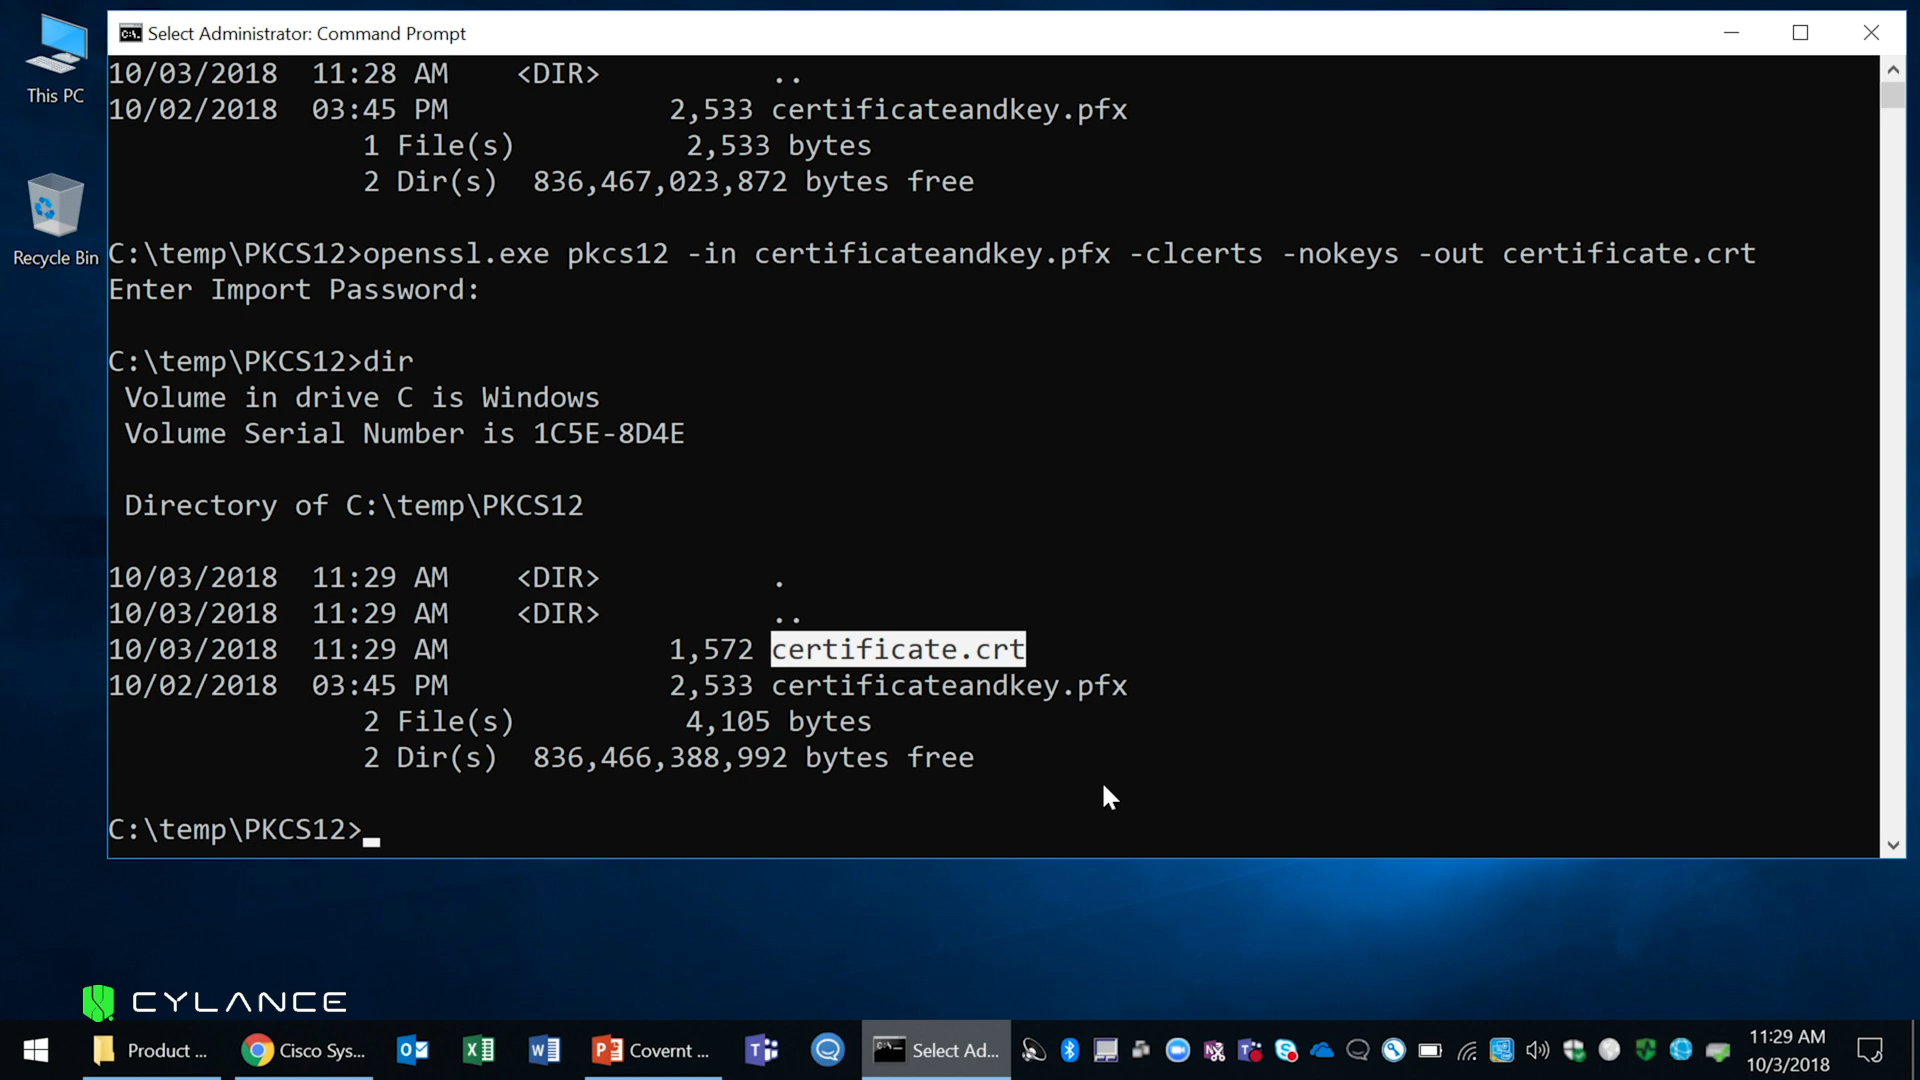 This PC
Recycle Bin
Select Administrator: Command Prompt
10/03/2018  11:28 AM    <DIR>          ..
10/02/2018  03:45 PM             2,533 certificateandkey.pfx
               1 File(s)          2,533 bytes
               2 Dir(s)  836,467,023,872 bytes free
C:\temp\PKCS12>openssl.exe pkcs12 -in certificateandkey.pfx -clcerts -nokeys -out certificate.crt
Enter Import Password:
C:\temp\PKCS12>dir
 Volume in drive C is Windows
 Volume Serial Number is 1C5E-8D4E
 Directory of C:\temp\PKCS12
10/03/2018  11:29 AM    <DIR>          .
10/03/2018  11:29 AM    <DIR>          ..
10/03/2018  11:29 AM             1,572 certificate.crt
10/02/2018  03:45 PM             2,533 certificateandkey.pfx
               2 File(s)          4,105 bytes
               2 Dir(s)  836,466,388,992 bytes free
C:\temp\PKCS12>
CYLANCE
Product ...
Cisco Sys...
Covernt ...
Select Ad...
11:29 AM
10/3/2018